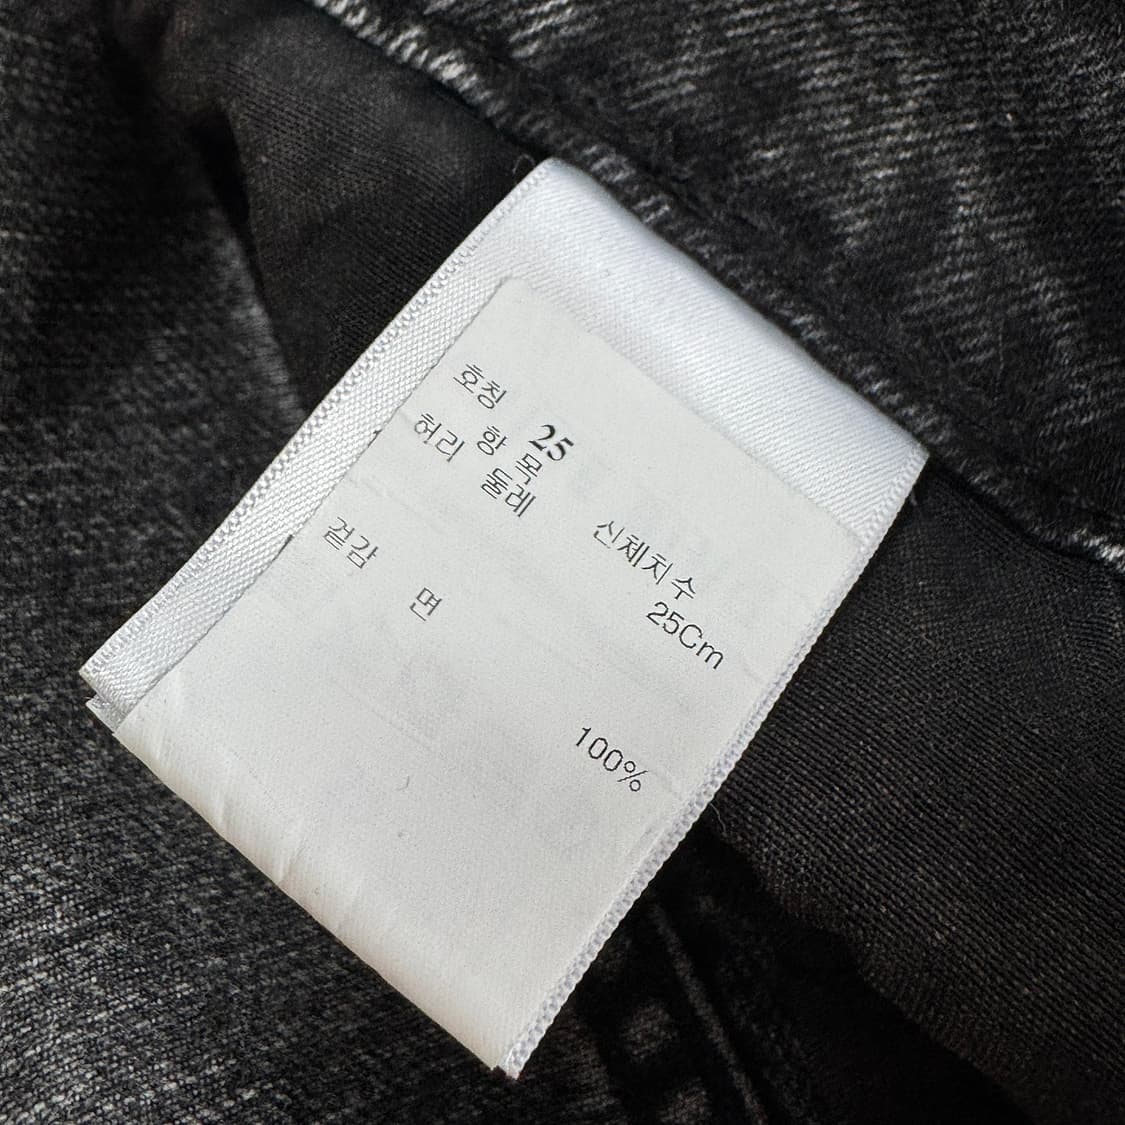 호칭 25
항 목 신체치수
허리 둘레 25Cm
겉감
면 100%